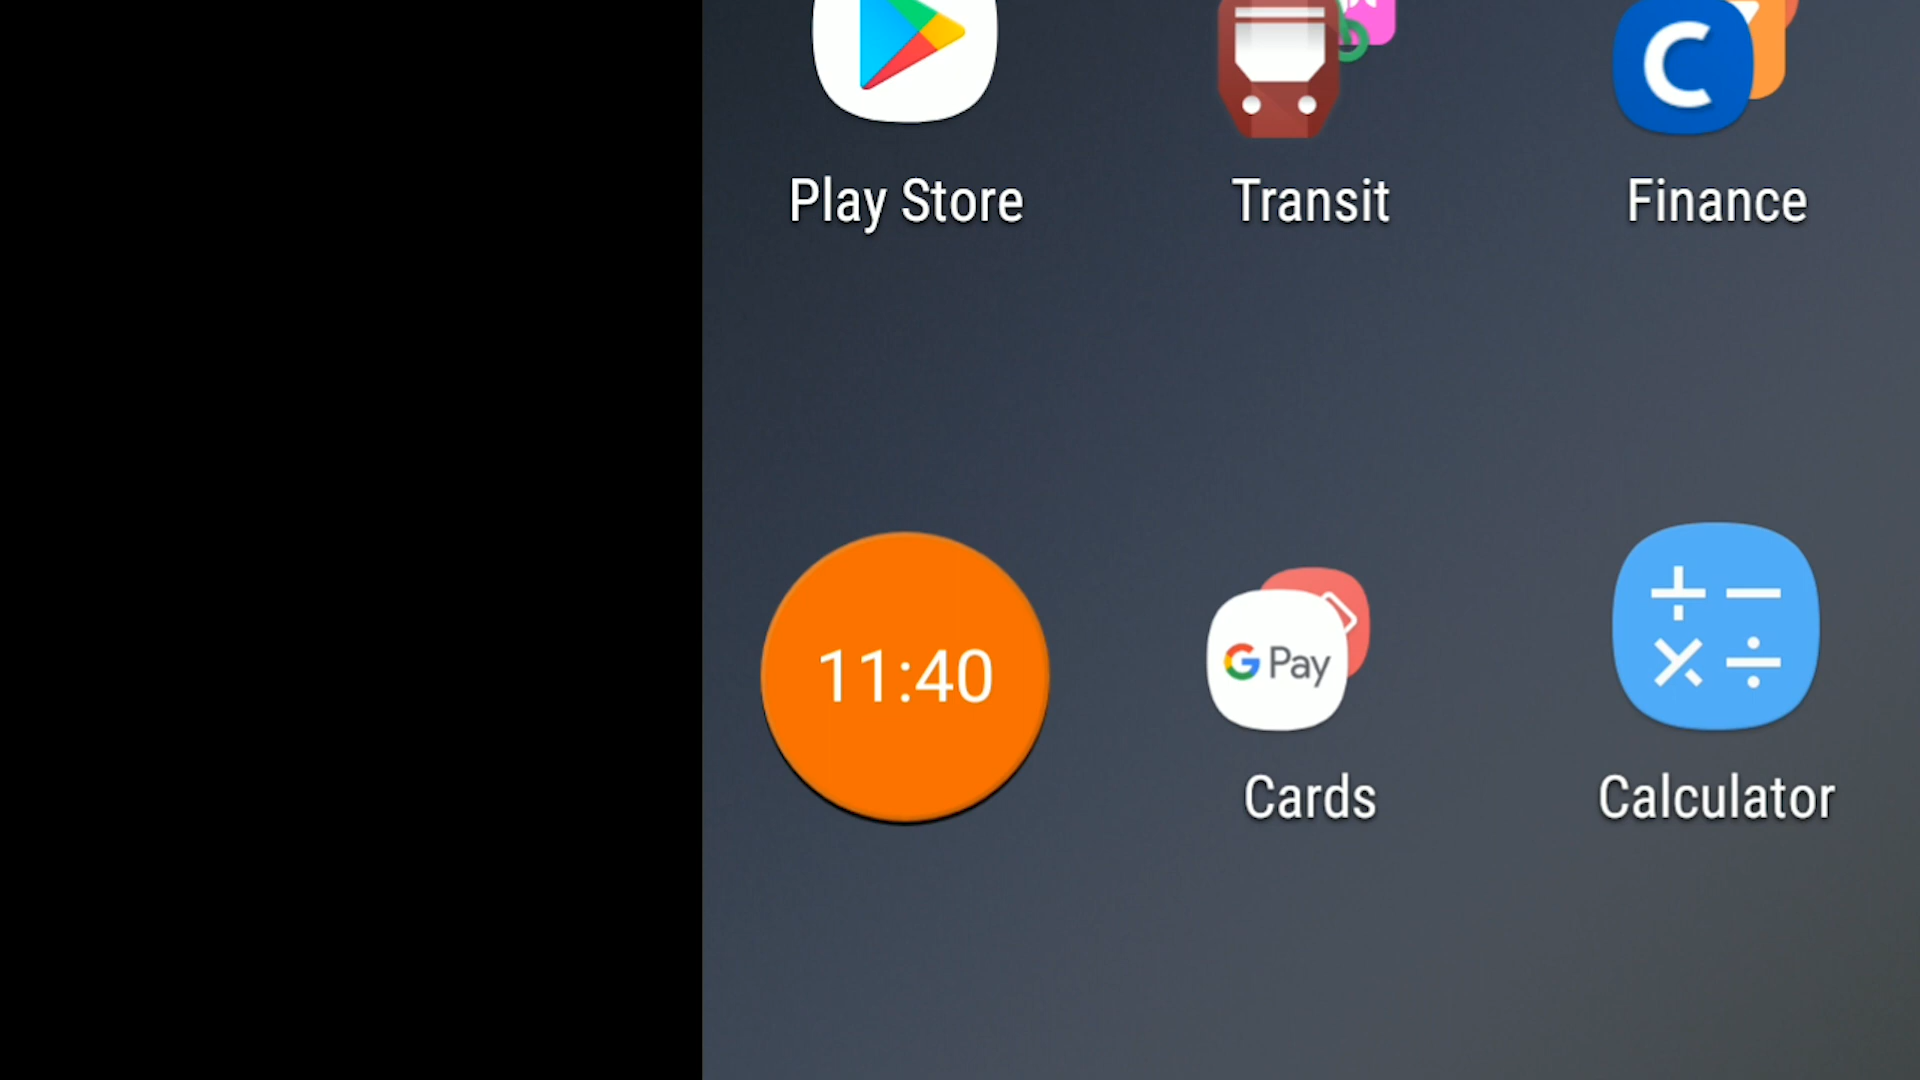 Play Store
Transit
C
Finance
11:40
G Pay
Cards
Calculator